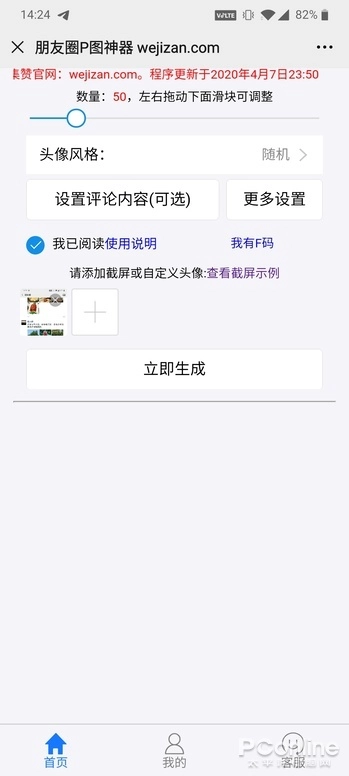 14:24 VoLTE 82%
朋友圈P图神器 wejizan.com
集赞官网：wejizan.com。程序更新于2020年4月7日23:50
数量：50，左右拖动下面滑块可调整
头像风格： 随机
设置评论内容(可选) 更多设置
我已阅读使用说明 我有F码
请添加截屏或自定义头像:查看截屏示例
立即生成
首页 我的 客服
PConline